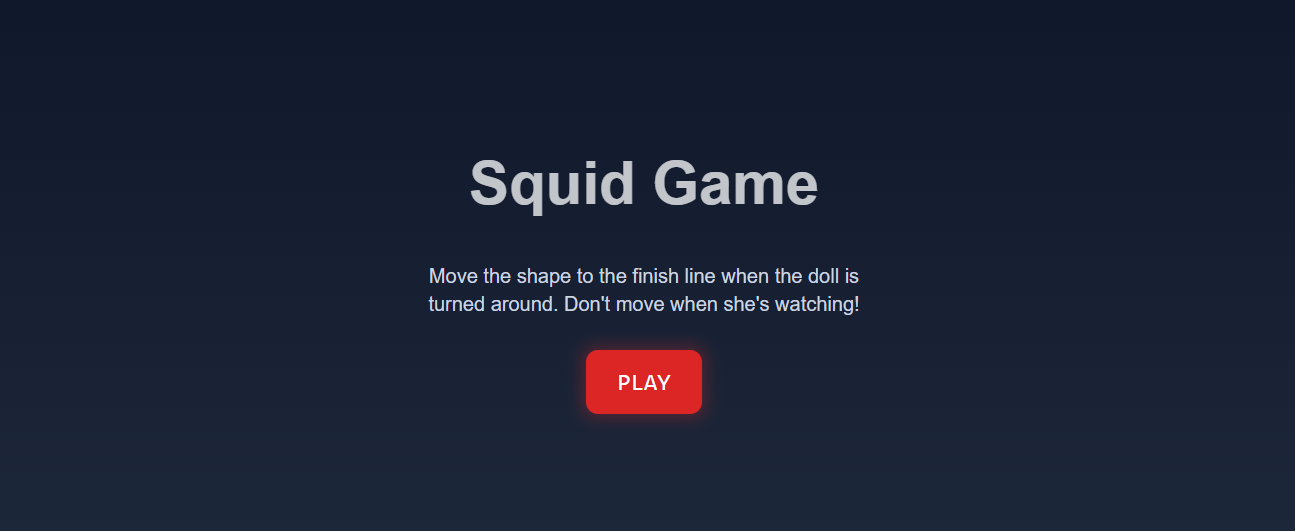 Squid Game
Move the shape to the finish line when the doll is
turned around. Don't move when she's watching!
PLAY